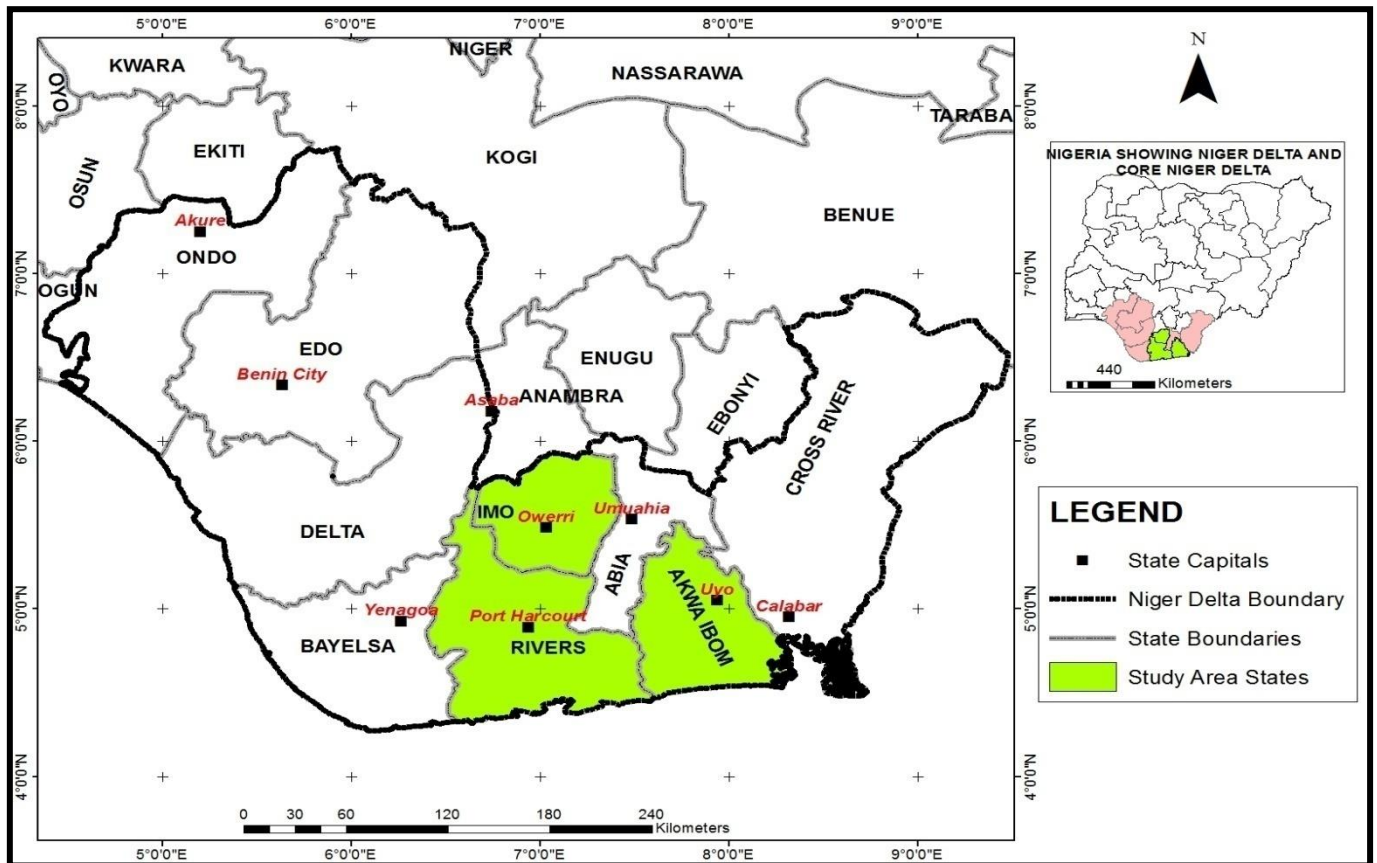 5°0'0"E 6°0'0"E 7°0'0"E 8°0'0"E 9°0'0"E
8°0'0"N
7°0'0"N
6°0'0"N
5°0'0"N
4°0'0"N
NIGER
KWARA
NASSARAWA
OYO
TARABA
EKITI
KOGI
OSUN
BENUE
Akure
ONDO
OGUN
EDO
ENUGU
Benin City
Asaba
ANAMBRA
EBONYI
CROSS RIVER
IMO
Owerri
Umuahia
DELTA
ABIA
AKWA IBOM
Uyo
Calabar
Yenagoa
Port Harcourt
BAYELSA
RIVERS
0 30 60 120 180 240
Kilometers
5°0'0"E 6°0'0"E 7°0'0"E 8°0'0"E 9°0'0"E
8°0'0"N
7°0'0"N
6°0'0"N
5°0'0"N
4°0'0"N
N
NIGERIA SHOWING NIGER DELTA AND
CORE NIGER DELTA
440
Kilometers
LEGEND
State Capitals
Niger Delta Boundary
State Boundaries
Study Area States